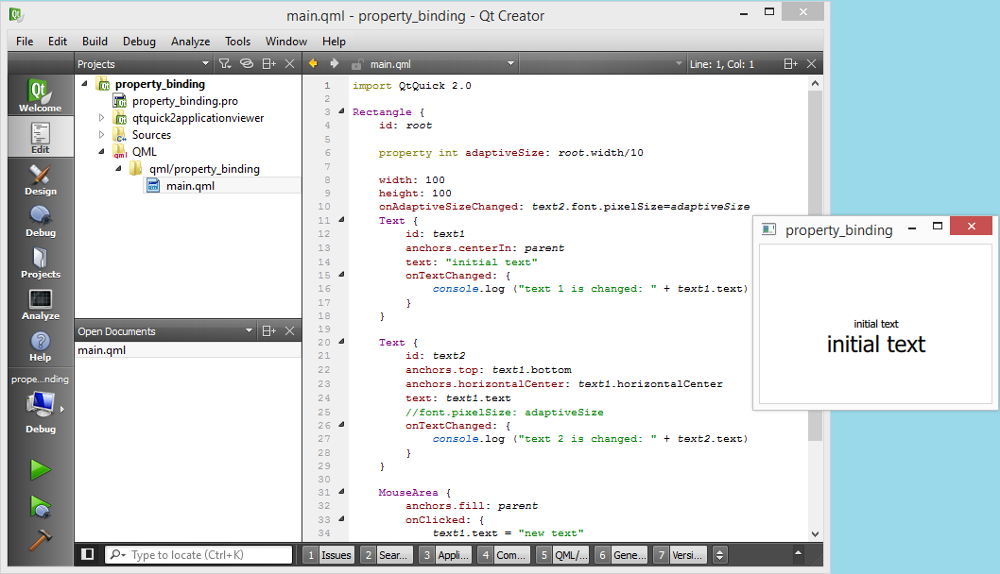 main.qml - property_binding - Qt Creator
File Edit Build Debug Analyze Tools Window Help
Projects
main.qml
Line: 1, Col: 1
Qt
Welcome
Edit
Design
Debug
Projects
Analyze
Help
prope...nding
Debug
property_binding
property_binding.pro
qtquick2applicationviewer
Sources
QML
qml/property_binding
main.qml
Open Documents
main.qml
1 import QtQuick 2.0
2
3 Rectangle {
4 id: root
5
6 property int adaptiveSize: root.width/10
7
8 width: 100
9 height: 100
10 onAdaptiveSizeChanged: text2.font.pixelSize=adaptiveSize
11 Text {
12 id: text1
13 anchors.centerIn: parent
14 text: "initial text"
15 onTextChanged: {
16 console.log ("text 1 is changed: " + text1.text)
17 }
18 }
19
20 Text {
21 id: text2
22 anchors.top: text1.bottom
23 anchors.horizontalCenter: text1.horizontalCenter
24 text: text1.text
25 //font.pixelSize: adaptiveSize
26 onTextChanged: {
27 console.log ("text 2 is changed: " + text2.text)
28 }
29 }
30
31 MouseArea {
32 anchors.fill: parent
33 onClicked: {
34 text1.text = "new text"
property_binding
initial text
initial text
Type to locate (Ctrl+K)
1 Issues 2 Sear... 3 Appli... 4 Com... 5 QML/... 6 Gene... 7 Versi...